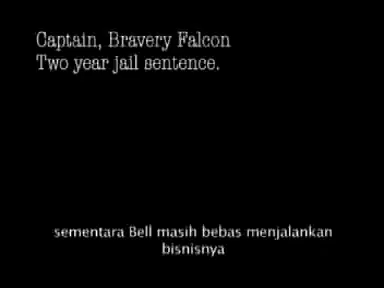 Captain, Bravery Falcon
Two year jail sentence.
sementara Bell masih bebas menjalankan
bisnisnya